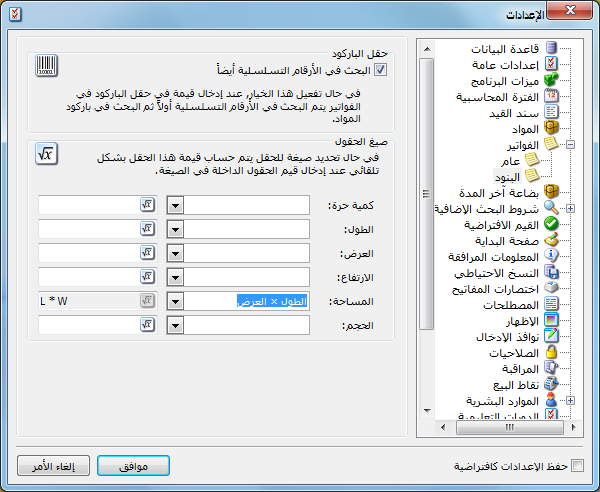 الإعدادات
قاعدة البيانات
إعدادات عامة
ميزات البرنامج
الفترة المحاسبية
سند القيد
المواد
الفواتير
عام
البنود
بضاعة آخر المدة
شروط البحث الإضافية
القيم الافتراضية
صفحة البداية
المعلومات المرافقة
النسخ الاحتياطي
اختصارات المفاتيح
المصطلحات
الإظهار
نوافذ الإدخال
الصلاحيات
المراقبة
نقاط البيع
الموارد البشرية
الدورات التعليمية
حقل الباركود
البحث في الأرقام التسلسلية أيضاً
في حال تفعيل هذا الخيار، عند إدخال قيمة في حقل الباركود في
الفواتير يتم البحث في الأرقام التسلسلية أولاً ثم البحث في باركود
المواد.
صيغ الحقول
في حال تحديد صيغة للحقل يتم حساب قيمة هذا الحقل بشكل
تلقائي عند إدخال قيم الحقول الداخلة في الصيغة.
كمية حرة:
الطول:
العرض:
الارتفاع:
المساحة: الطول × العرض L * W
الحجم:
حفظ الإعدادات كافتراضية
موافق
إلغاء الأمر